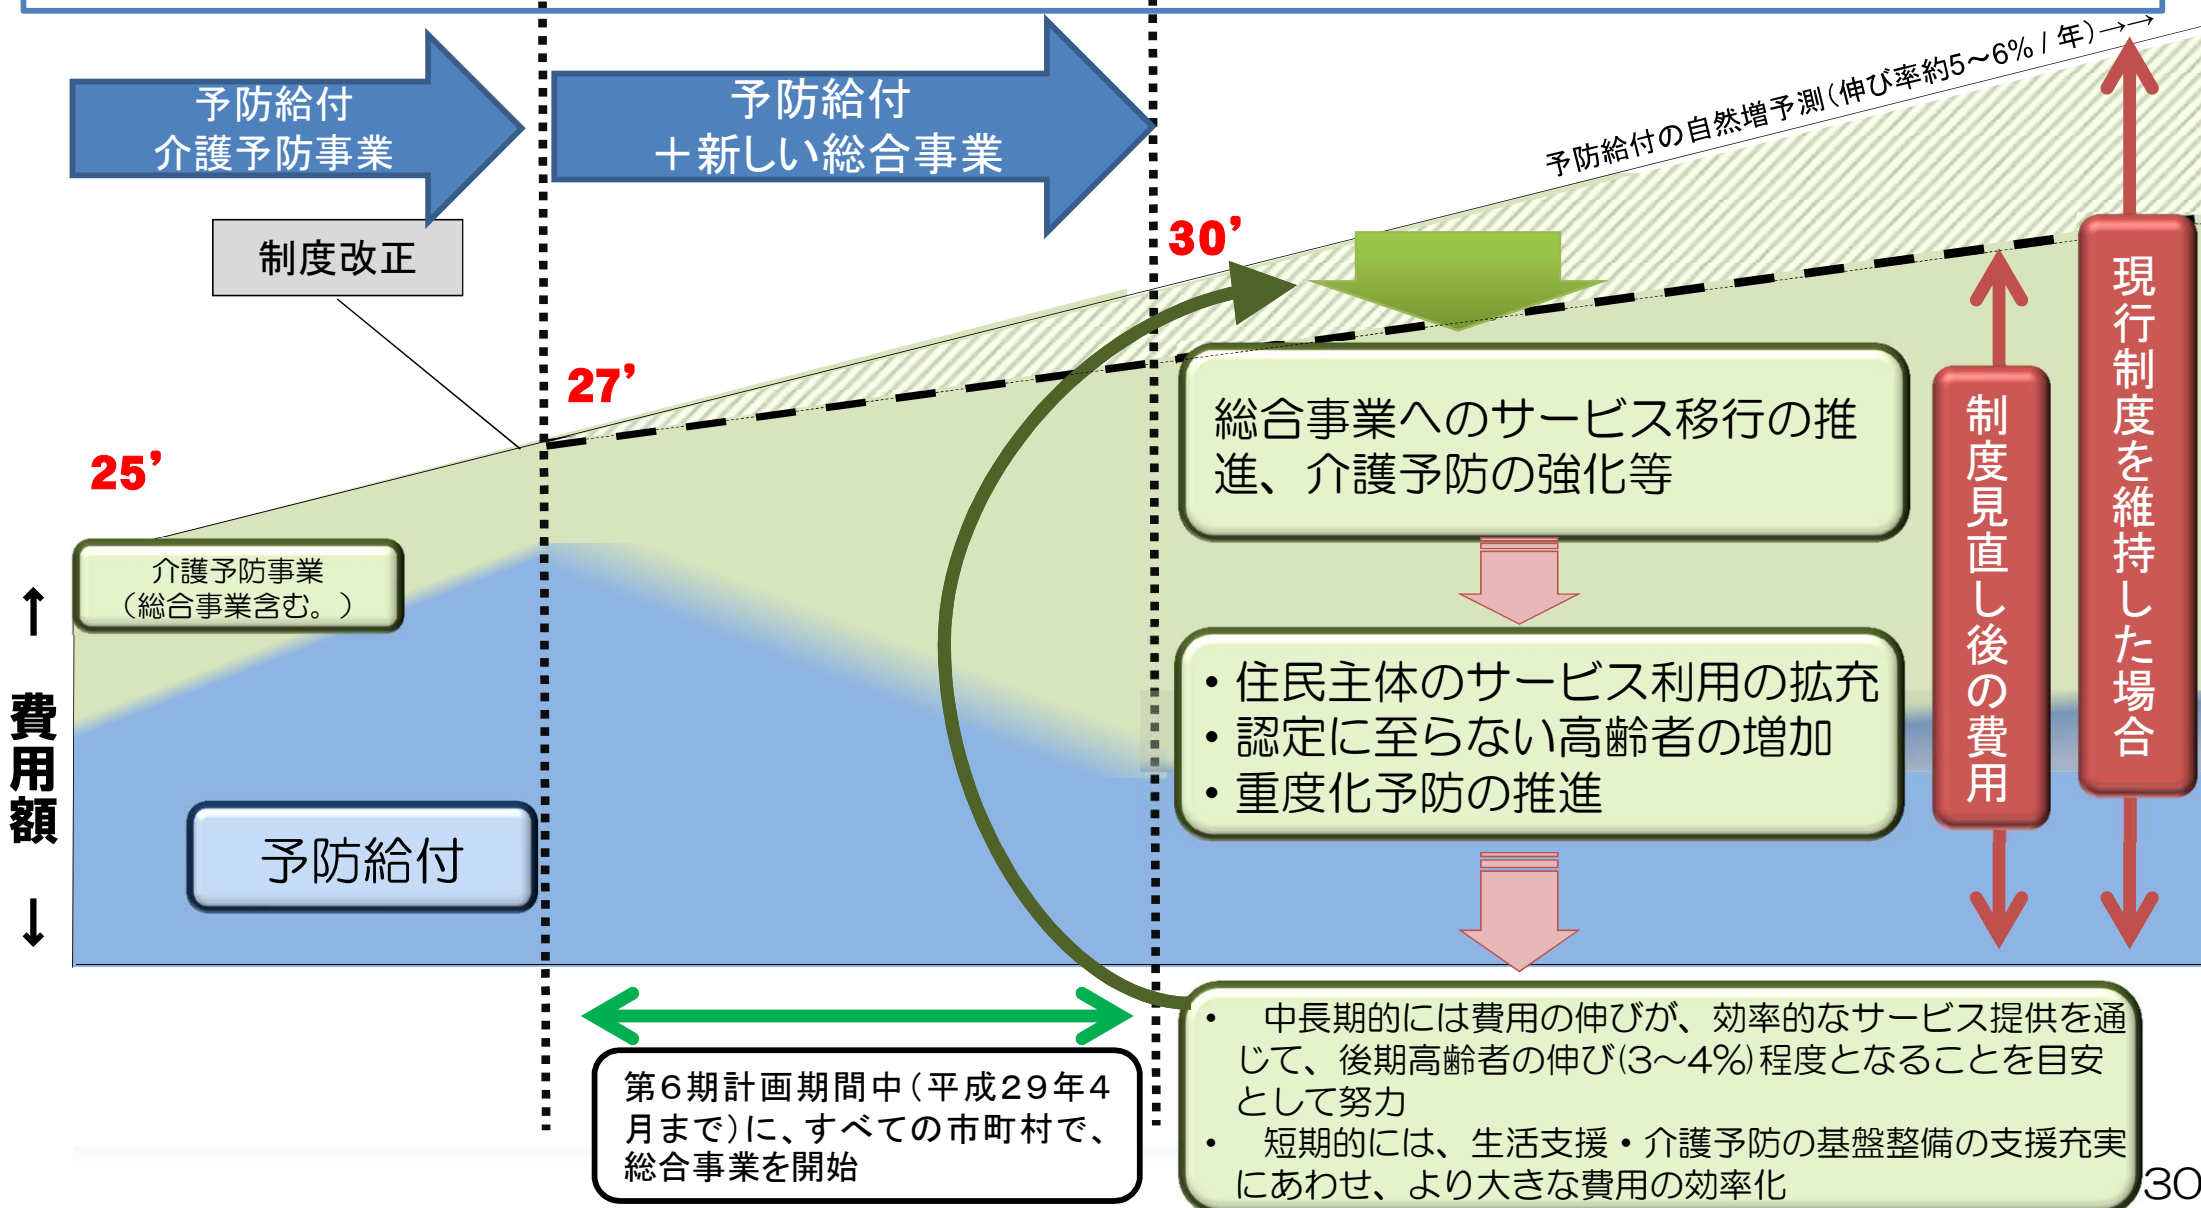 予防給付
介護予防事業
予防給付
＋新しい総合事業
予防給付の自然増予測(伸び率約5～6% / 年)→→
制度改正
25’
27’
30’
介護予防事業
（総合事業含む。）
予防給付
↑
費用額
↓
総合事業へのサービス移行の推
進、介護予防の強化等
・住民主体のサービス利用の拡充
・認定に至らない高齢者の増加
・重度化予防の推進
制度見直し後の費用
現行制度を維持した場合
第6期計画期間中（平成29年4
月まで）に、すべての市町村で、
総合事業を開始
・　中長期的には費用の伸びが、効率的なサービス提供を通
じて、後期高齢者の伸び(3～4%)程度となることを目安
として努力
・　短期的には、生活支援・介護予防の基盤整備の支援充実
にあわせ、より大きな費用の効率化
30